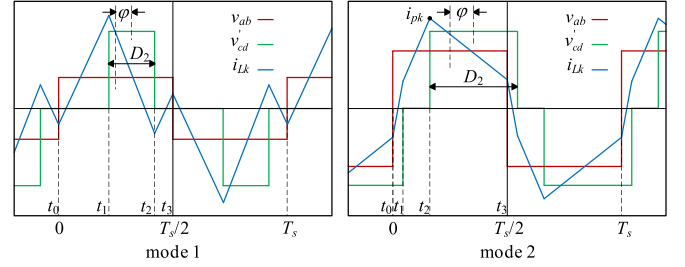 φ
v_ab
v'_cd
i_Lk
D_2
t_0
t_1
t_2
t_3
0
T_s/2
T_s
mode 1
i_pk
φ
v_ab
v'_cd
i_Lk
D_2
t_0
t_1
t_2
t_3
0
T_s/2
T_s
mode 2